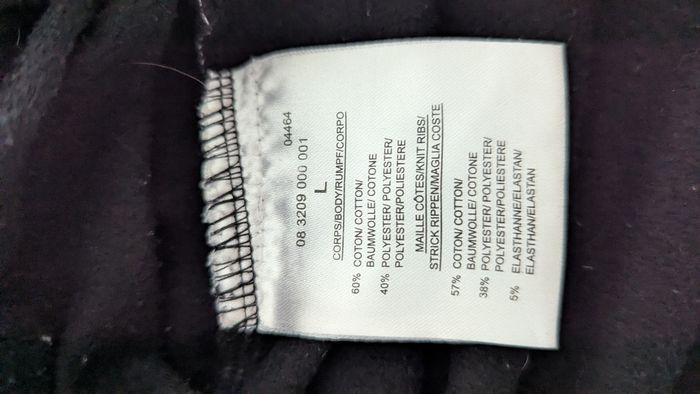 04464
08 3209 000 001
L
CORPS/BODY/RUMPF/CORPO
60% COTON/ COTTON/
BAUMWOLLE/ COTONE
40% POLYESTER/ POLYESTER/
POLYESTER/POLIESTERE
MAILLE CÔTES/KNIT RIBS/
STRICK RIPPEN/MAGLIA COSTE
57% COTON/ COTTON/
BAUMWOLLE/ COTONE
38% POLYESTER/ POLYESTER/
POLYESTER/POLIESTERE
5% ELASTHANNE/ELASTAN/
ELASTHAN/ELASTAN